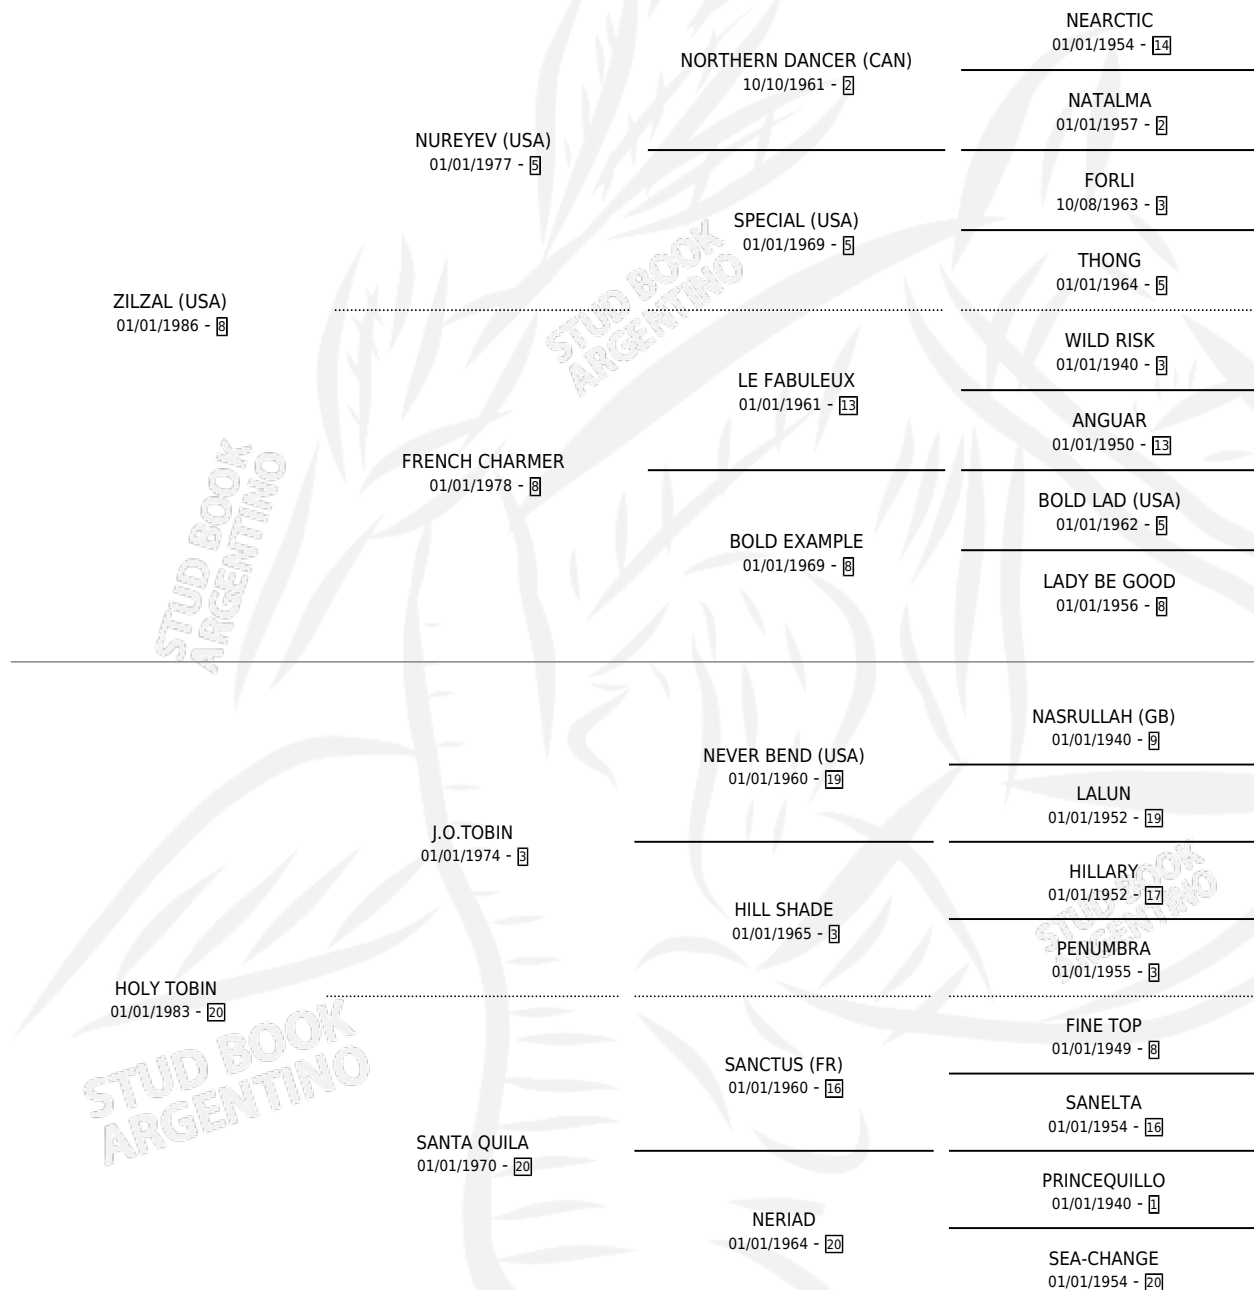 NEARCTIC
01/01/1954 - 14
NORTHERN DANCER (CAN)
10/10/1961 - 2
NATALMA
01/01/1957 - 2
NUREYEV (USA)
01/01/1977 - 5
FORLI
10/08/1963 - 3
SPECIAL (USA)
01/01/1969 - 5
THONG
01/01/1964 - 5
ZILZAL (USA)
01/01/1986 - 8
STUD BOOK
ARGENTINO
WILD RISK
01/01/1940 - 3
LE FABULEUX
01/01/1961 - 13
ANGUAR
01/01/1950 - 13
FRENCH CHARMER
01/01/1978 - 8
BOLD LAD (USA)
01/01/1962 - 5
BOLD EXAMPLE
01/01/1969 - 8
LADY BE GOOD
01/01/1956 - 8
STUD BOOK
ARGENTINO
NASRULLAH (GB)
01/01/1940 - 9
NEVER BEND (USA)
01/01/1960 - 19
LALUN
01/01/1952 - 19
J.O.TOBIN
01/01/1974 - 3
HILLARY
01/01/1952 - 17
HILL SHADE
01/01/1965 - 3
STUD BOOK
ARGENTINO
PENUMBRA
01/01/1955 - 3
HOLY TOBIN
01/01/1983 - 20
FINE TOP
01/01/1949 - 8
SANCTUS (FR)
01/01/1960 - 16
STUD BOOK
ARGENTINO
SANELTA
01/01/1954 - 16
SANTA QUILA
01/01/1970 - 20
PRINCEQUILLO
01/01/1940 - 1
NERIAD
01/01/1964 - 20
SEA-CHANGE
01/01/1954 - 20